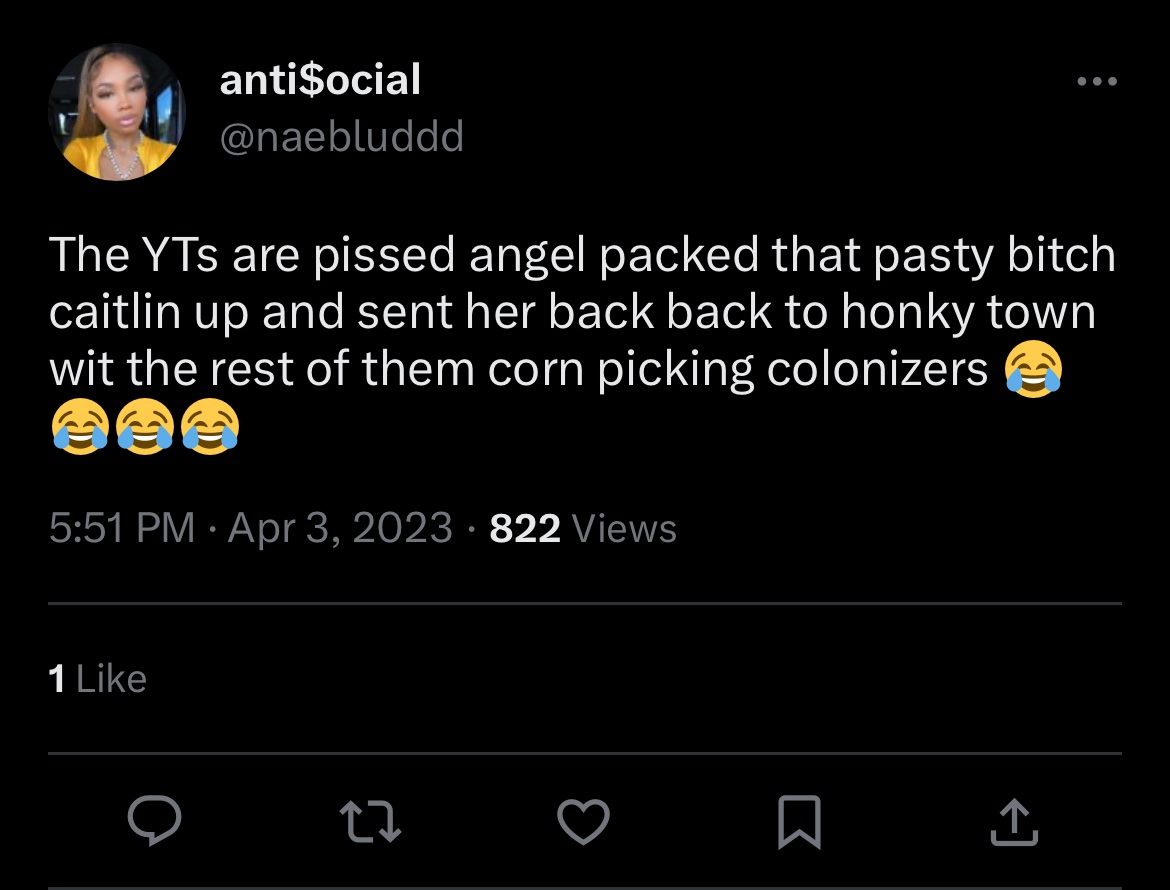 anti$ocial
@naebluddd
The YTs are pissed angel packed that pasty bitch
caitlin up and sent her back back to honky town
wit the rest of them corn picking colonizers 😂
😂😂😂
5:51 PM · Apr 3, 2023 · 822 Views
1 Like